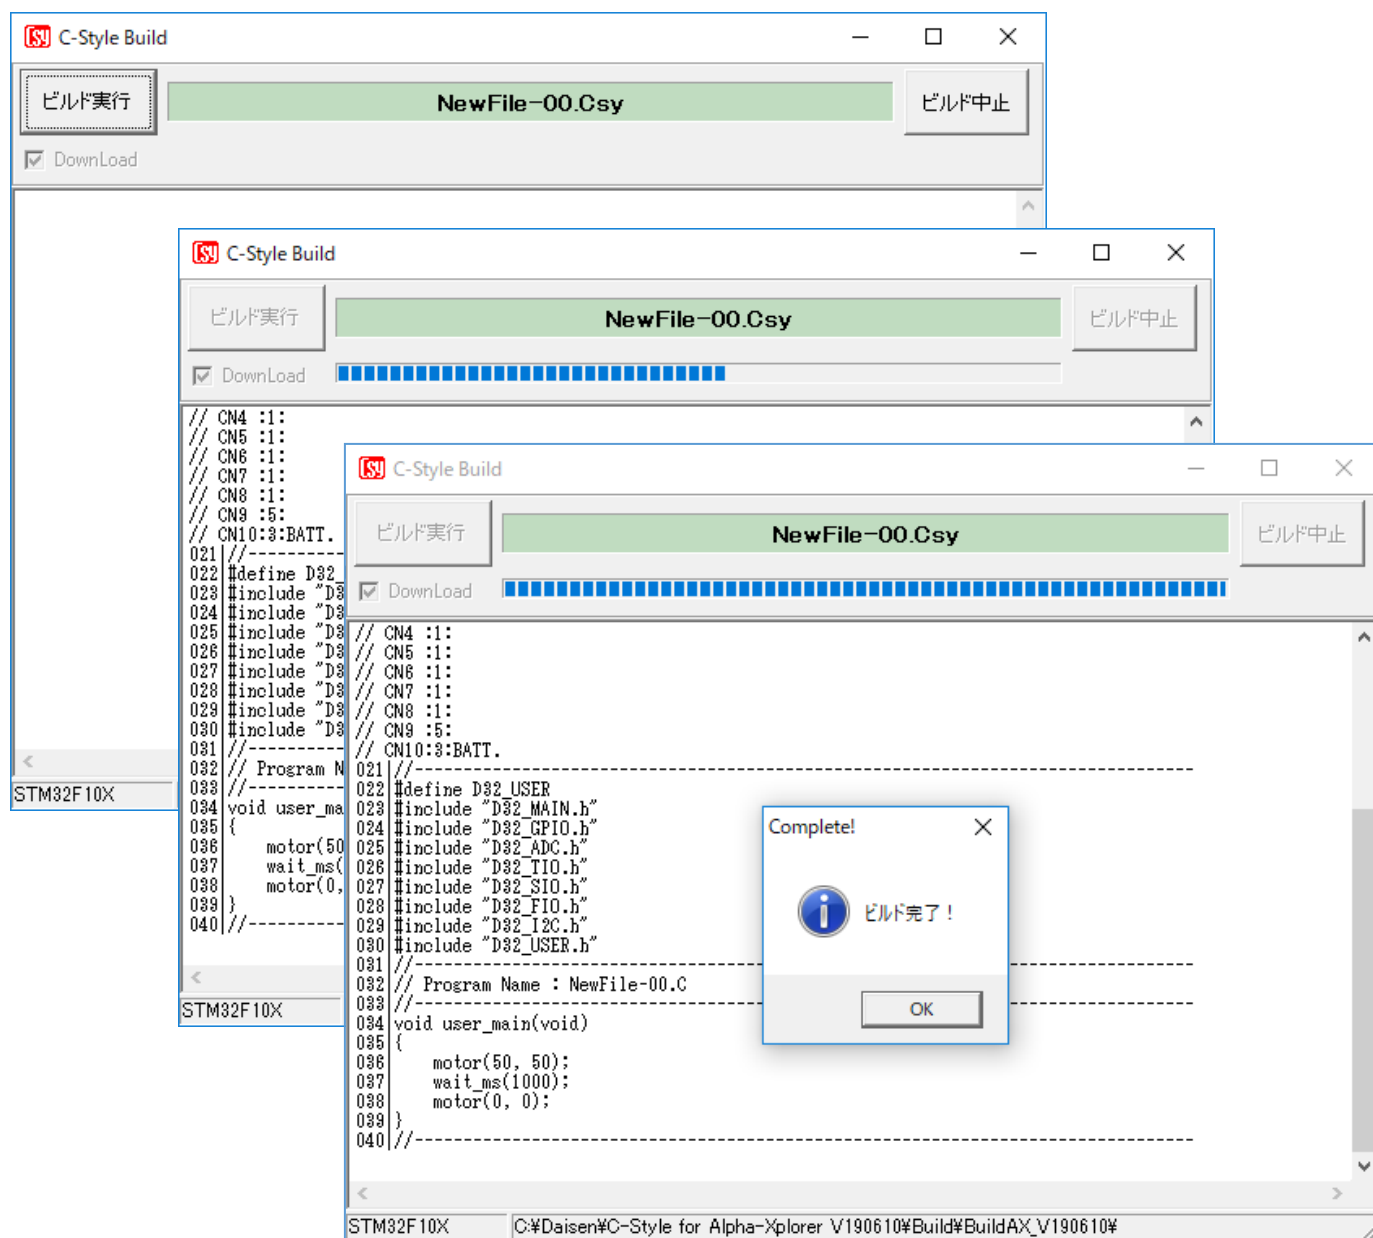 C-Style Build
ビルド実行
NewFile-00.Csy
ビルド中止
DownLoad
STM32F10X
C-Style Build
ビルド実行
NewFile-00.Csy
ビルド中止
DownLoad
// CN4 :1:
// CN5 :1:
// CN6 :1:
// CN7 :1:
// CN8 :1:
// CN9 :5:
// CN10:3:BATT.
021|//----------
022|#define D32_
023|#include "D3
024|#include "D3
025|#include "D3
026|#include "D3
027|#include "D3
028|#include "D3
029|#include "D3
030|#include "D3
031|//----------
032|// Program N
033|//----------
034|void user_ma
035|{
036|    motor(50
037|    wait_ms(
038|    motor(0,
039|}
040|//----------
STM32F10X
C-Style Build
ビルド実行
NewFile-00.Csy
ビルド中止
DownLoad
// CN4 :1:
// CN5 :1:
// CN6 :1:
// CN7 :1:
// CN8 :1:
// CN9 :5:
// CN10:3:BATT.
021|//--------------------------------------------------------------------------------
022|#define D32_USER
023|#include "D32_MAIN.h"
024|#include "D32_GPIO.h"
025|#include "D32_ADC.h"
026|#include "D32_TIO.h"
027|#include "D32_SIO.h"
028|#include "D32_FIO.h"
029|#include "D32_I2C.h"
030|#include "D32_USER.h"
031|//--------------------------------------------------------------------------------
032|// Program Name : NewFile-00.C
033|//--------------------------------------------------------------------------------
034|void user_main(void)
035|{
036|    motor(50, 50);
037|    wait_ms(1000);
038|    motor(0, 0);
039|}
040|//--------------------------------------------------------------------------------
STM32F10X
C:¥Daisen¥C-Style for Alpha-Xplorer V190610¥Build¥BuildAX_V190610¥
Complete!
ビルド完了！
OK